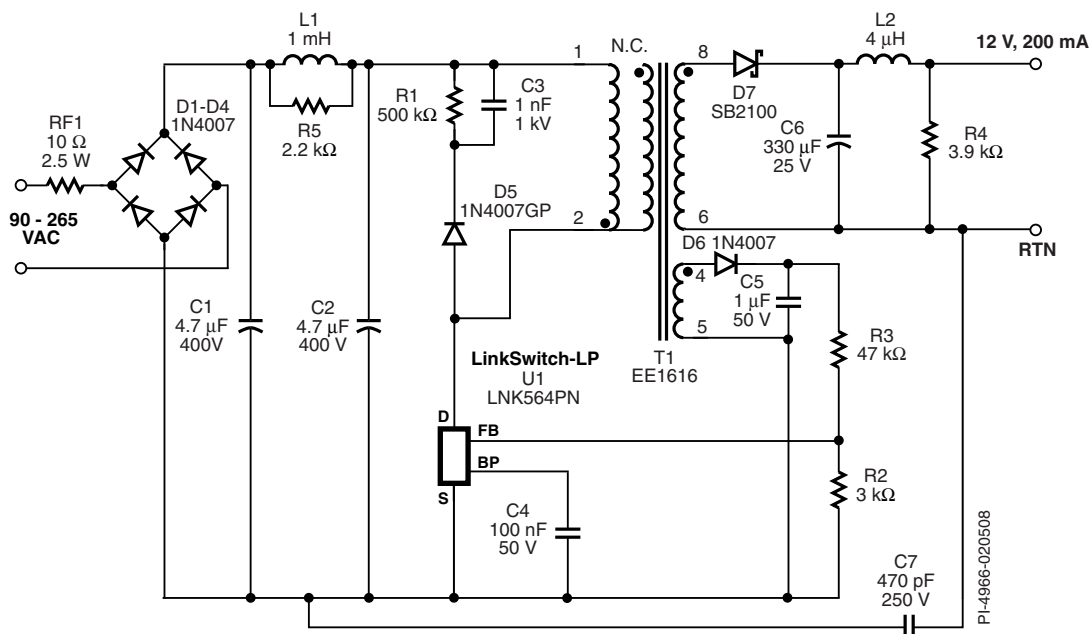 L1
1 mH
N.C.
L2
4 μH
12 V, 200 mA
1
8
D1-D4
1N4007
R1
500 kΩ
C3
1 nF
1 kV
D7
SB2100
RF1
10 Ω
2.5 W
R5
2.2 kΩ
C6
330 μF
25 V
R4
3.9 kΩ
90 - 265
VAC
D5
1N4007GP
2
6
RTN
D6 1N4007
4
C5
1 μF
50 V
C1
4.7 μF
400V
C2
4.7 μF
400 V
5
R3
47 kΩ
LinkSwitch-LP
U1
LNK564PN
T1
EE1616
D
FB
BP
S
R2
3 kΩ
C4
100 nF
50 V
C7
470 pF
250 V
PI-4966-020508